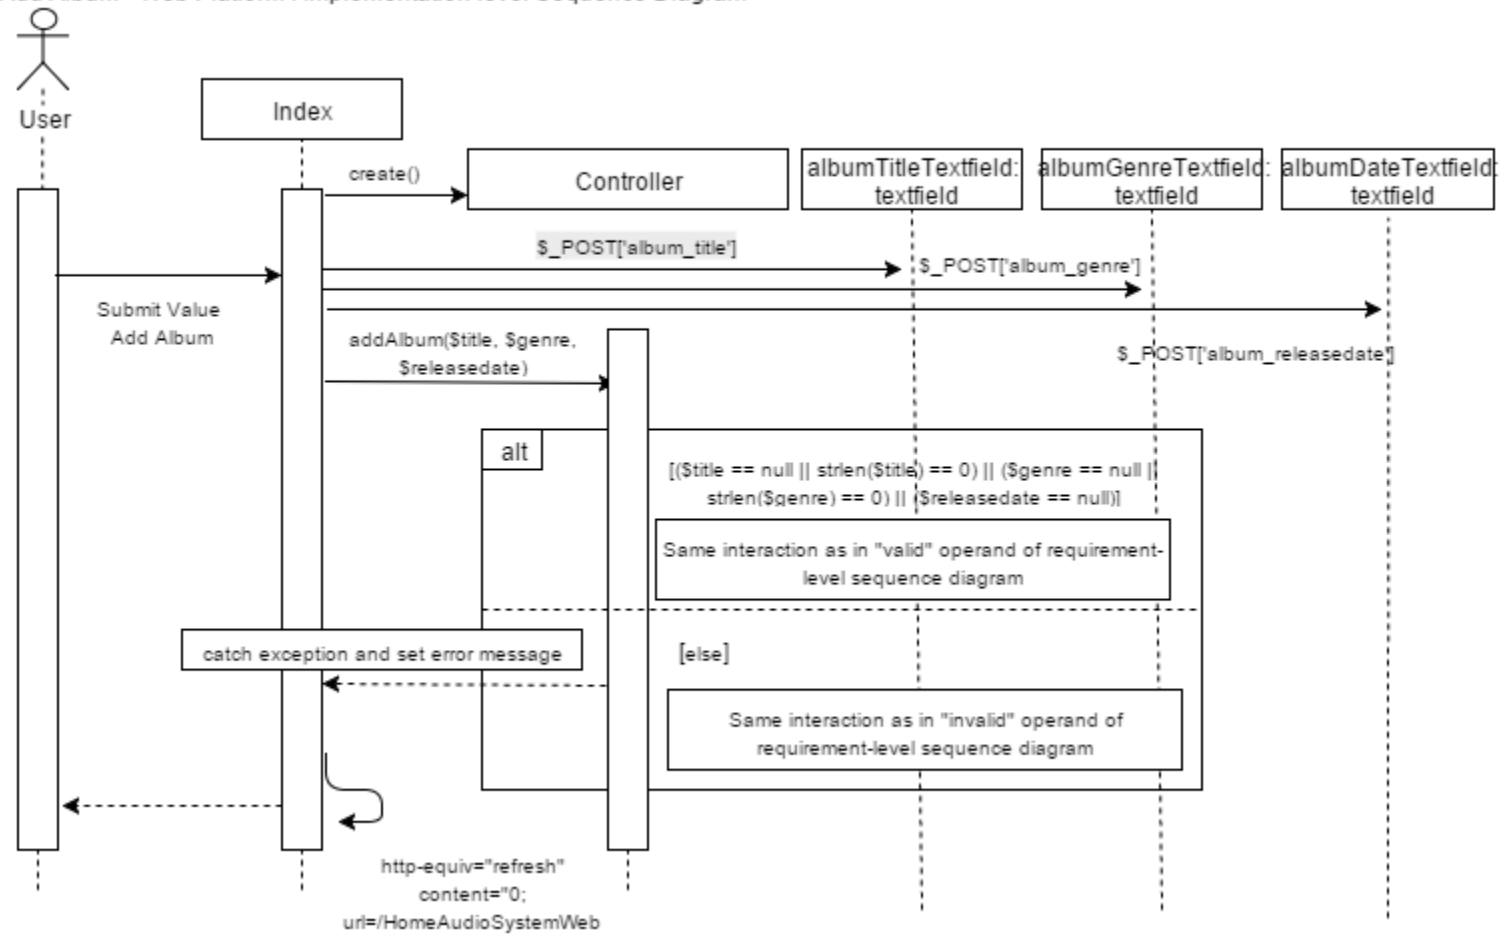 User
Index
create()
Controller
albumTitleTextfield:
textfield
albumGenreTextfield:
textfield
albumDateTextfield:
textfield
$_POST['album_title']
$_POST['album_genre']
Submit Value
Add Album
addAlbum($title, $genre,
$releasedate)
$_POST['album_releasedate']
alt
[($title == null || strlen($title) == 0) || ($genre == null ||
strlen($genre) == 0) || ($releasedate == null)]
Same interaction as in "valid" operand of requirement-
level sequence diagram
catch exception and set error message
[else]
Same interaction as in "invalid" operand of
requirement-level sequence diagram
http-equiv="refresh"
content="0;
url=/HomeAudioSystemWeb